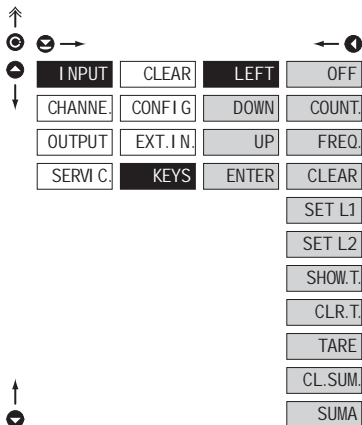 INPUT CLEAR LEFT OFF
CHANNE. CONFIG DOWN COUNT.
OUTPUT EXT.IN. UP FREQ.
SERVIC. KEYS ENTER CLEAR
SET L1
SET L2
SHOW.T.
CLR.T.
TARE
CL.SUM.
SUMA